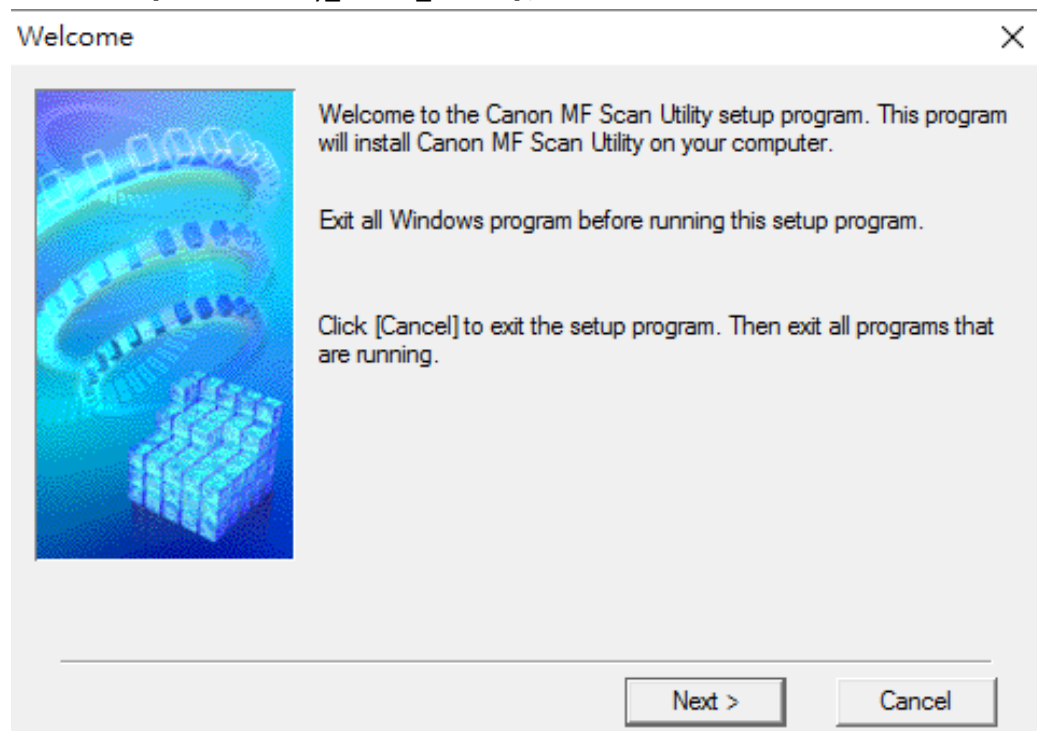 Welcome
Welcome to the Canon MF Scan Utility setup program. This program
will install Canon MF Scan Utility on your computer.
Exit all Windows program before running this setup program.
Click [Cancel] to exit the setup program. Then exit all programs that
are running.
Next >
Cancel